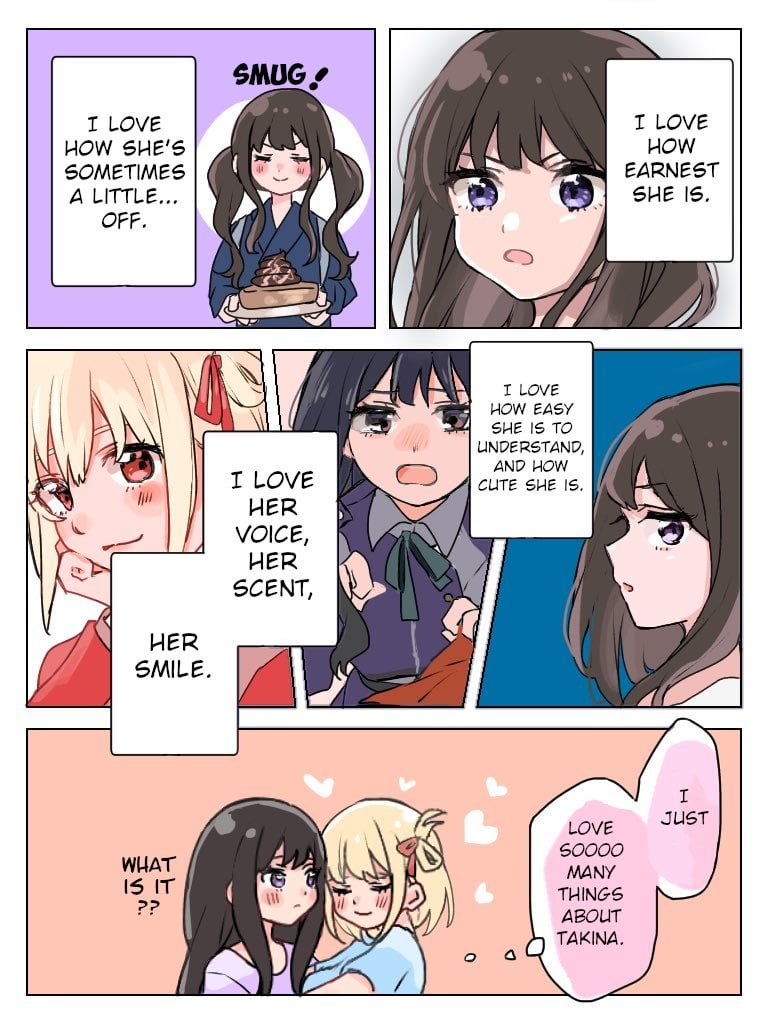 I LOVE
HOW
EARNEST
SHE IS.
SMUG!
I LOVE
HOW SHE'S
SOMETIMES
A LITTLE...
OFF.
I LOVE
HOW EASY
SHE IS TO
UNDERSTAND,
AND HOW
CUTE SHE IS.
I LOVE
HER
VOICE,
HER
SCENT,
HER
SMILE.
I
JUST
LOVE
SOOOO
MANY
THINGS
ABOUT
TAKINA.
WHAT
IS IT
??